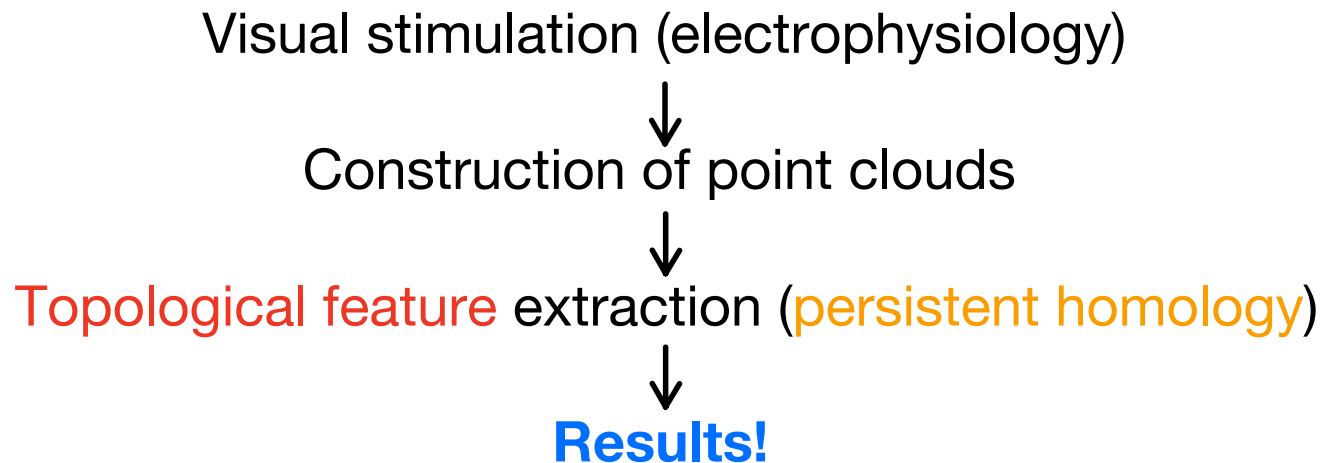 Visual stimulation (electrophysiology)
Construction of point clouds
Topological feature extraction (persistent homology)
Results!